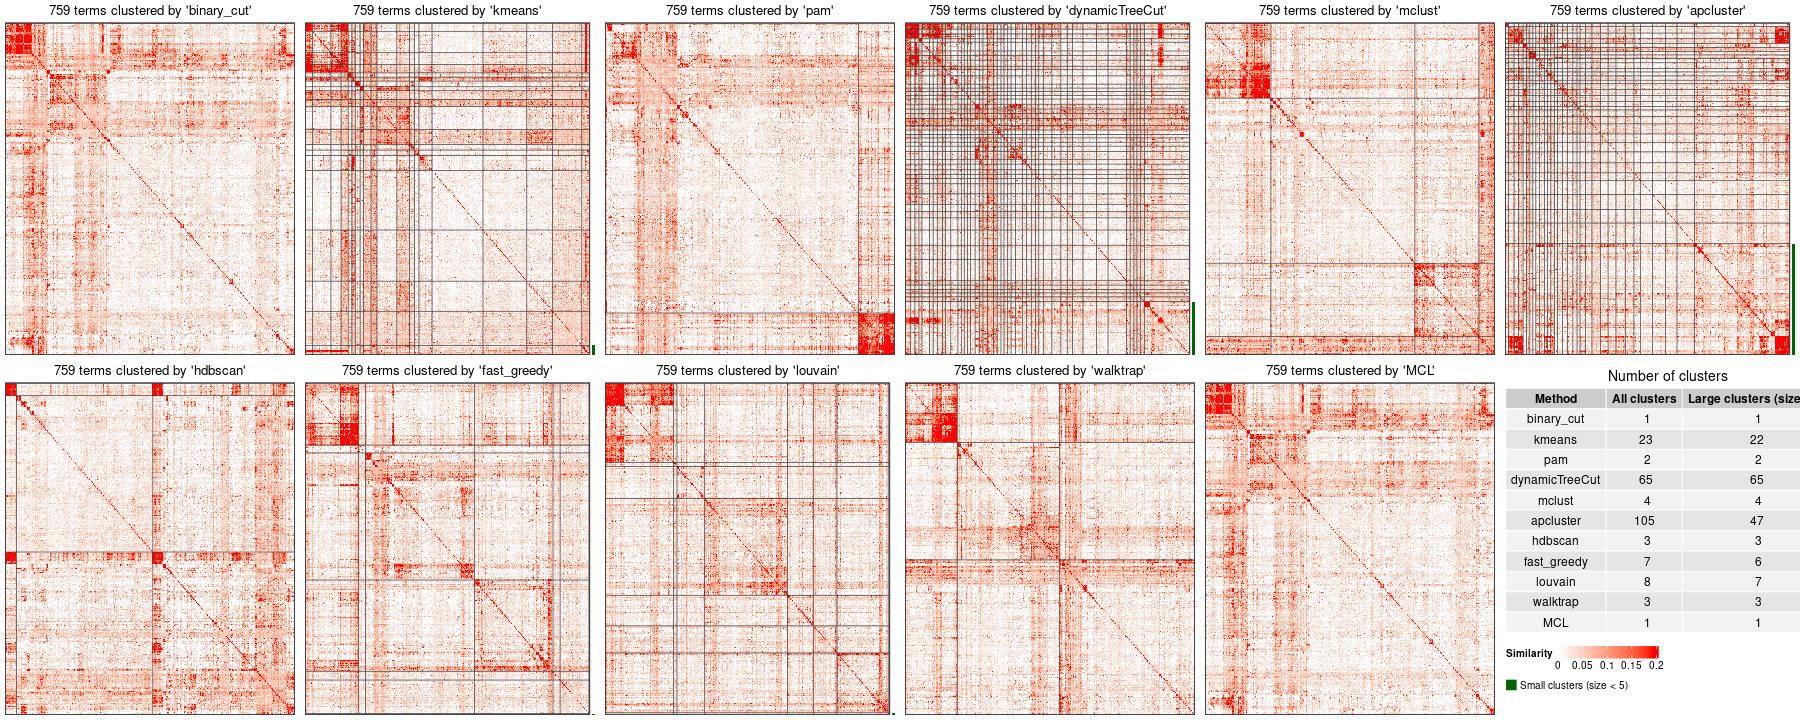 759 terms clustered by 'binary_cut'
759 terms clustered by 'kmeans'
759 terms clustered by 'pam'
759 terms clustered by 'dynamicTreeCut'
759 terms clustered by 'mclust'
759 terms clustered by 'apcluster'
759 terms clustered by 'hdbscan'
759 terms clustered by 'fast_greedy'
759 terms clustered by 'louvain'
759 terms clustered by 'walktrap'
759 terms clustered by 'MCL'
Number of clusters
Method All clusters Large clusters (size
binary_cut 1 1
kmeans 23 22
pam 2 2
dynamicTreeCut 65 65
mclust 4 4
apcluster 105 47
hdbscan 3 3
fast_greedy 7 6
louvain 8 7
walktrap 3 3
MCL 1 1
Similarity
0 0.05 0.1 0.15 0.2
Small clusters (size < 5)